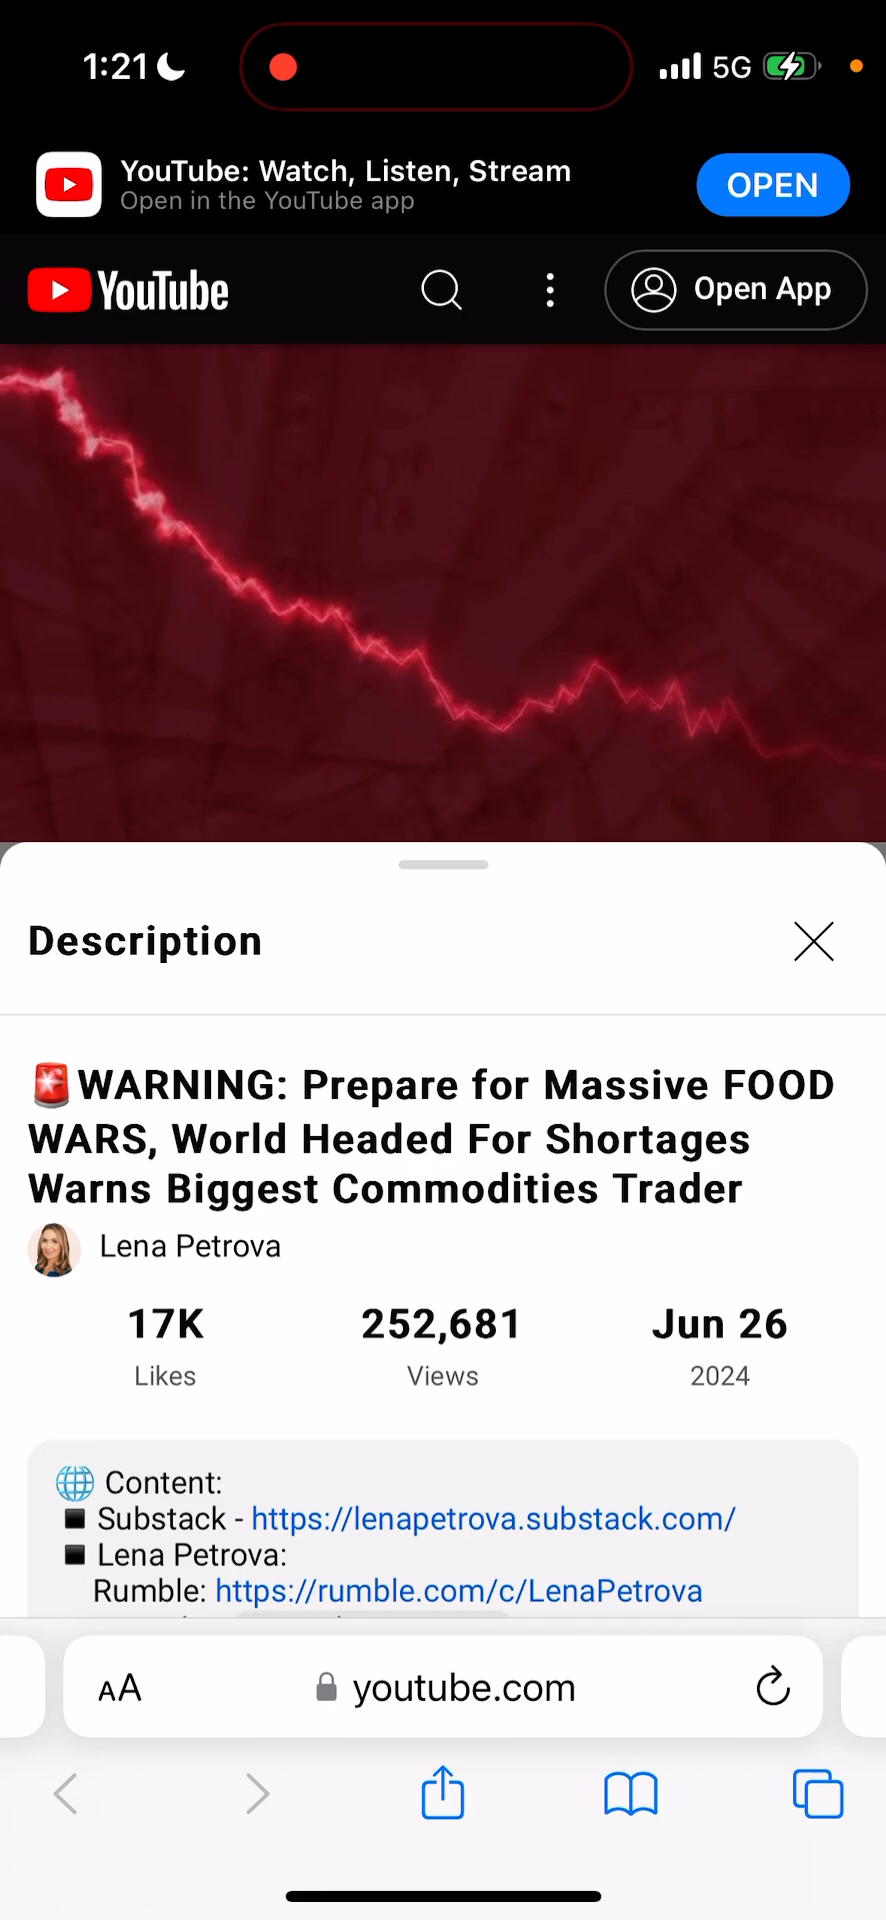 1:21
5G
YouTube: Watch, Listen, Stream
Open in the YouTube app
OPEN
YouTube
Open App
Description
🚨WARNING: Prepare for Massive FOOD
WARS, World Headed For Shortages
Warns Biggest Commodities Trader
Lena Petrova
17K
252,681
Jun 26
Likes
Views
2024
🌐 Content:
◾ Substack - https://lenapetrova.substack.com/
◾ Lena Petrova:
Rumble: https://rumble.com/c/LenaPetrova
AA
youtube.com